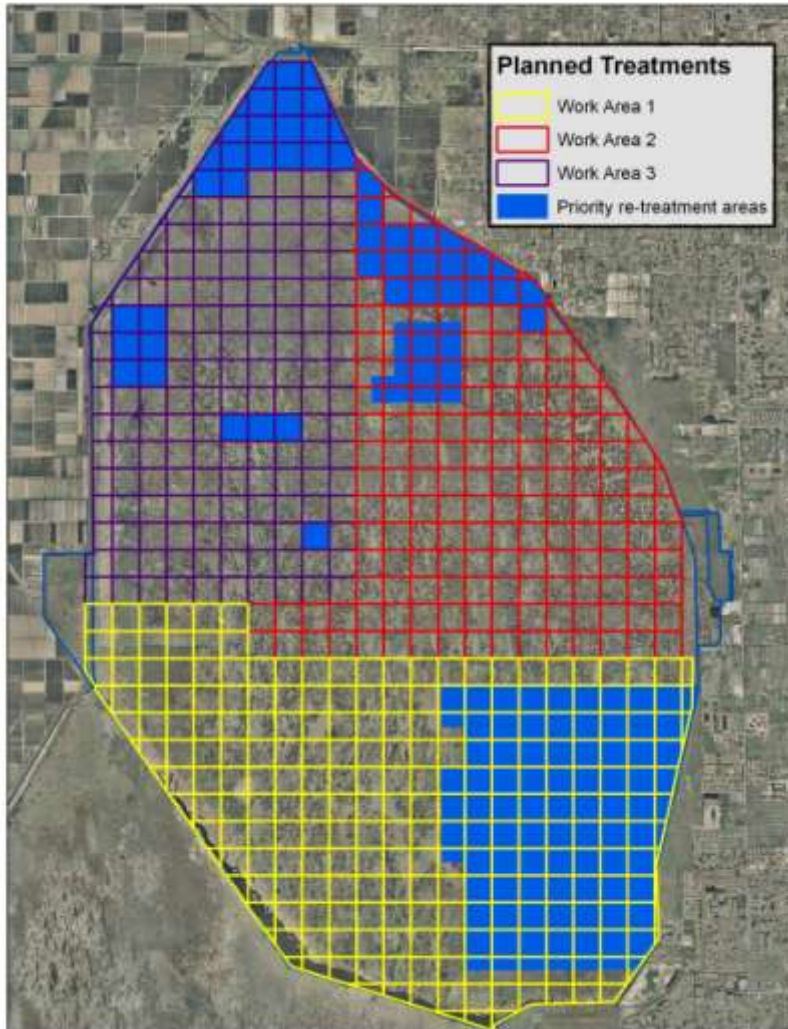 Planned Treatments
Work Area 1
Work Area 2
Work Area 3
Priority re-treatment areas